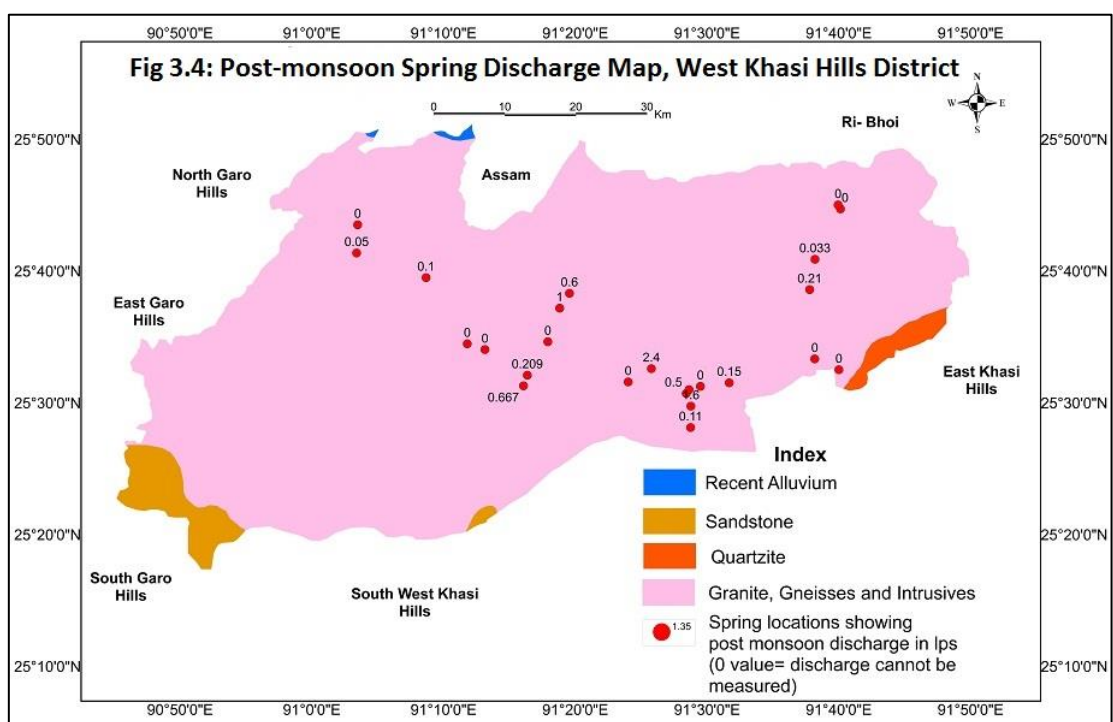 90°50'0"E 91°0'0"E 91°10'0"E 91°20'0"E 91°30'0"E 91°40'0"E 91°50'0"E
Fig 3.4: Post-monsoon Spring Discharge Map, West Khasi Hills District
N
W E
S
0 10 20 30 Km
Ri- Bhoi
25°50'0"N 25°50'0"N
North Garo
Hills
Assam
0 0
0
0.05
0.033
25°40'0"N 25°40'0"N
0.1
0.6
0.21
1
East Garo
Hills
0 0 0
0 0
0.209
0.667
0 2.4
0.5 0 0.15
East Khasi
Hills
25°30'0"N 25°30'0"N
0.11
Index
Recent Alluvium
Sandstone
25°20'0"N 25°20'0"N
Quartzite
South Garo
Hills
South West Khasi
Hills
Granite, Gneisses and Intrusives
1.35
Spring locations showing
post monsoon discharge in lps
(0 value= discharge cannot be
measured)
25°10'0"N 25°10'0"N
90°50'0"E 91°0'0"E 91°10'0"E 91°20'0"E 91°30'0"E 91°40'0"E 91°50'0"E